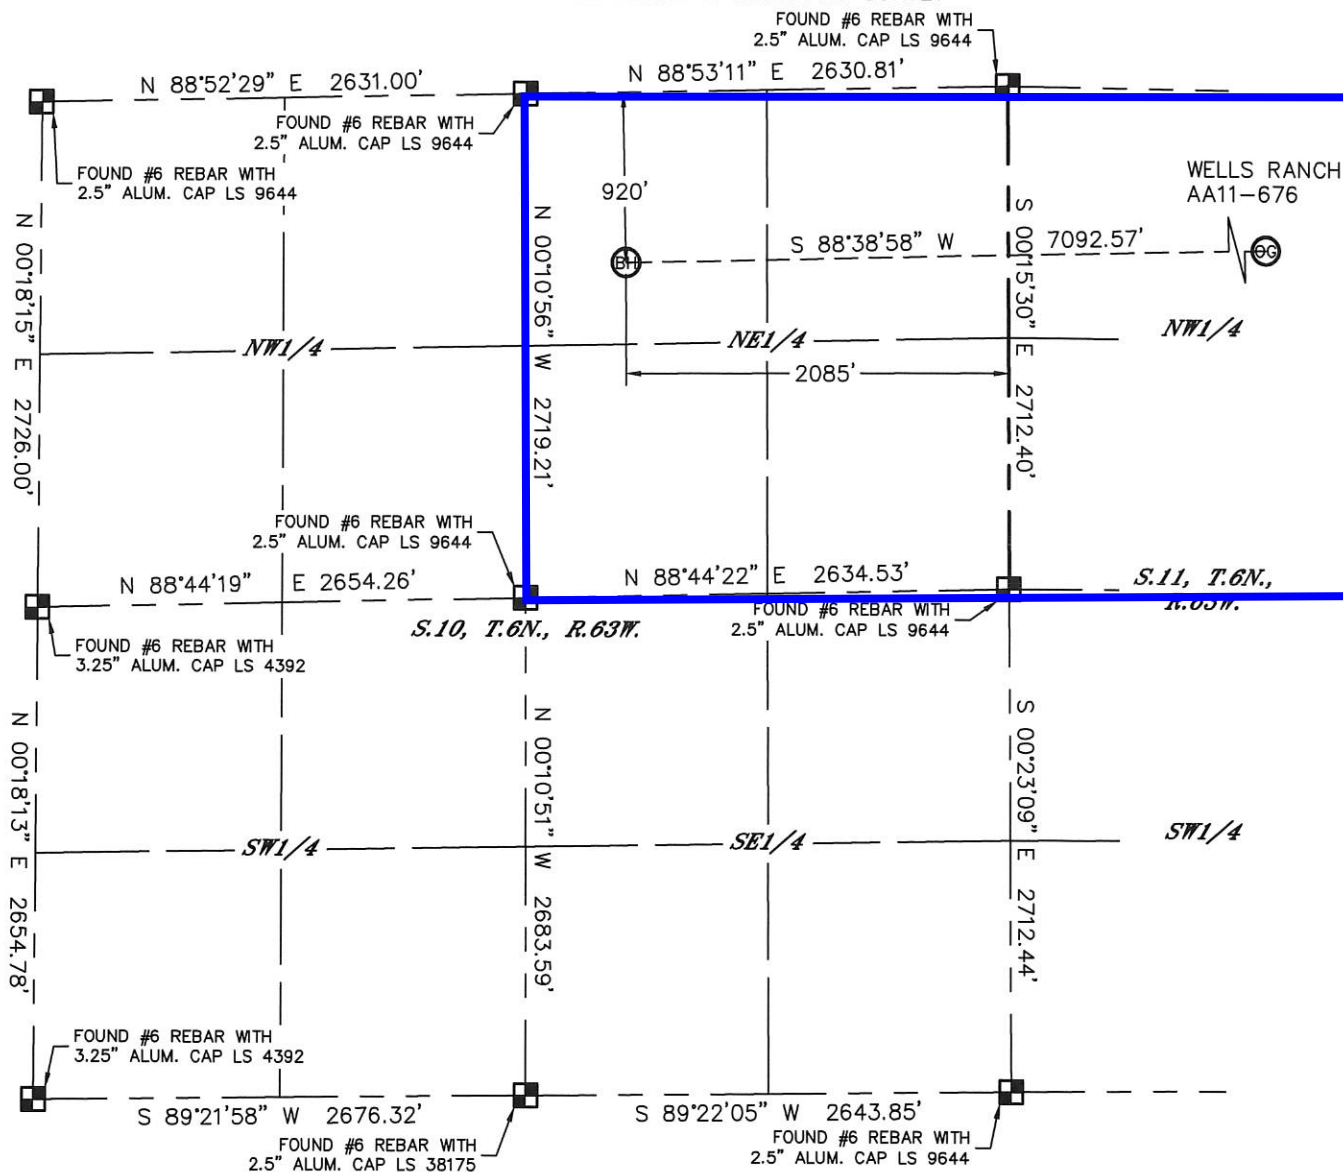 FOUND #6 REBAR WITH
2.5" ALUM. CAP LS 9644
N 88°52'29" E 2631.00'
N 88°53'11" E 2630.81'
FOUND #6 REBAR WITH
2.5" ALUM. CAP LS 9644
FOUND #6 REBAR WITH
2.5" ALUM. CAP LS 9644
920'
WELLS RANCH
AA11-676
S 88°38'58" W 7092.57'
BH
OG
N 00°18'15" E 2726.00'
N 00°10'56" W 2719.21'
S 00°15'30" E 2712.40'
NW1/4
NE1/4
NW1/4
2085'
FOUND #6 REBAR WITH
2.5" ALUM. CAP LS 9644
N 88°44'19" E 2654.26'
N 88°44'22" E 2634.53'
S.11, T.6N.,
R.63W.
FOUND #6 REBAR WITH
2.5" ALUM. CAP LS 9644
S.10, T.6N., R.63W.
FOUND #6 REBAR WITH
3.25" ALUM. CAP LS 4392
N 00°18'13" E 2654.78'
N 00°10'51" W 2683.59'
S 00°23'09" E 2712.44'
SW1/4
SE1/4
SW1/4
FOUND #6 REBAR WITH
3.25" ALUM. CAP LS 4392
S 89°21'58" W 2676.32'
S 89°22'05" W 2643.85'
FOUND #6 REBAR WITH
2.5" ALUM. CAP LS 38175
FOUND #6 REBAR WITH
2.5" ALUM. CAP LS 9644